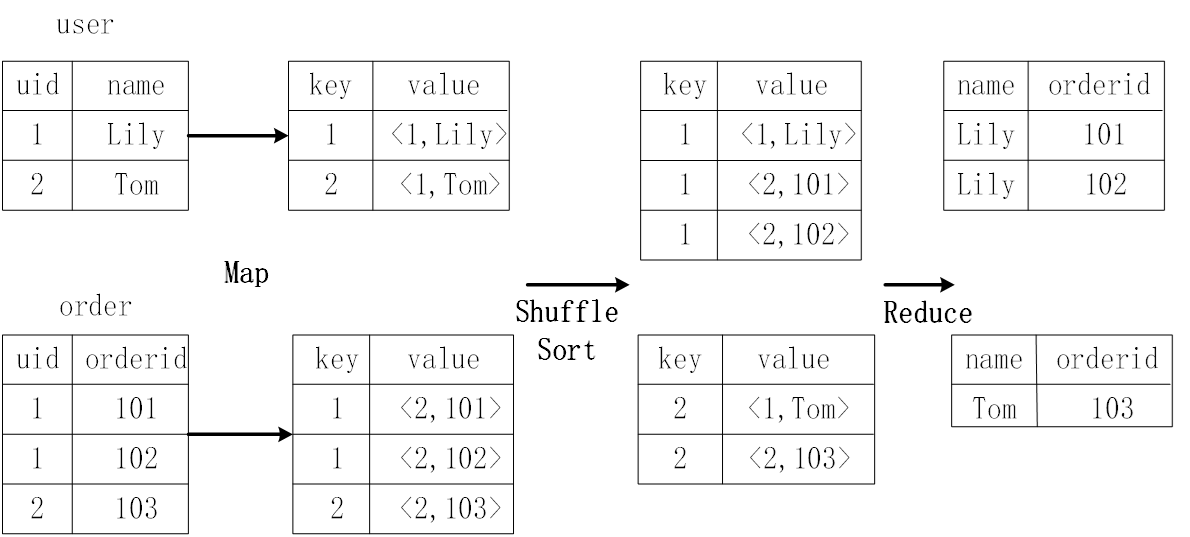 user
uid name
1 Lily
2 Tom
key value
1 <1,Lily>
2 <1,Tom>
Map
order
uid orderid
1 101
1 102
2 103
key value
1 <2,101>
1 <2,102>
2 <2,103>
Shuffle
Sort
key value
1 <1,Lily>
1 <2,101>
1 <2,102>
key value
2 <1,Tom>
2 <2,103>
Reduce
name orderid
Lily 101
Lily 102
name orderid
Tom 103